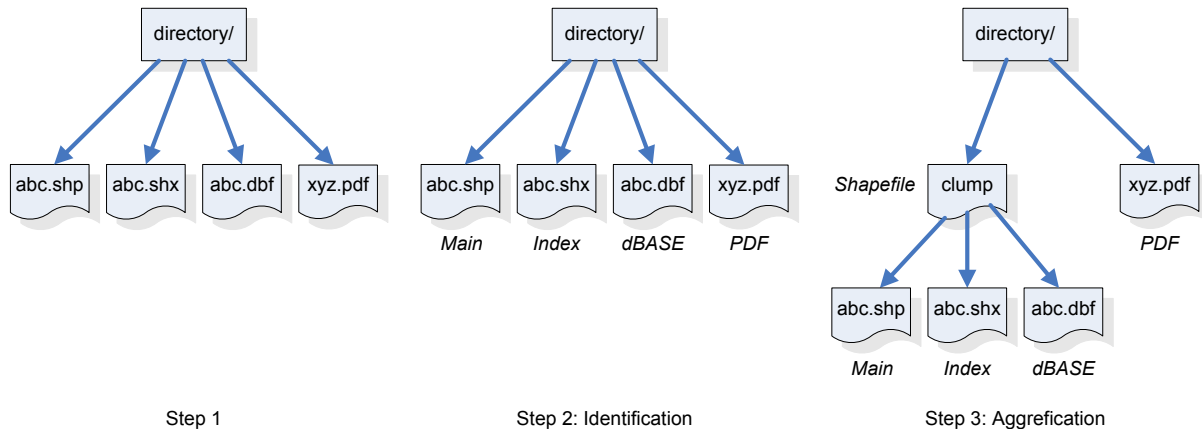 directory/
abc.shp
abc.shx
abc.dbf
xyz.pdf
Step 1
directory/
abc.shp
abc.shx
abc.dbf
xyz.pdf
Main
Index
dBASE
PDF
Step 2: Identification
directory/
Shapefile
clump
xyz.pdf
PDF
abc.shp
abc.shx
abc.dbf
Main
Index
dBASE
Step 3: Aggrefication